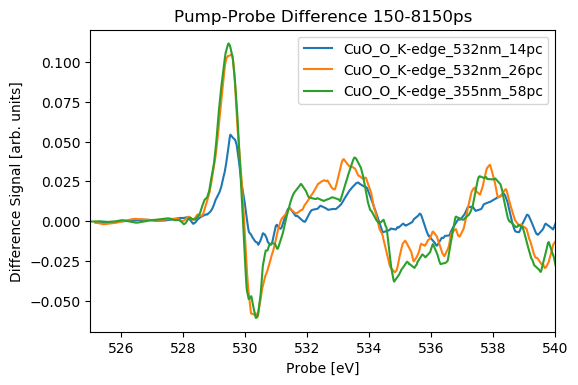 Pump-Probe Difference 150-8150ps
CuO_O_K-edge_532nm_14pc
CuO_O_K-edge_532nm_26pc
CuO_O_K-edge_355nm_58pc
Difference Signal [arb. units]
0.100
0.075
0.050
0.025
0.000
−0.025
−0.050
526 528 530 532 534 536 538 540
Probe [eV]